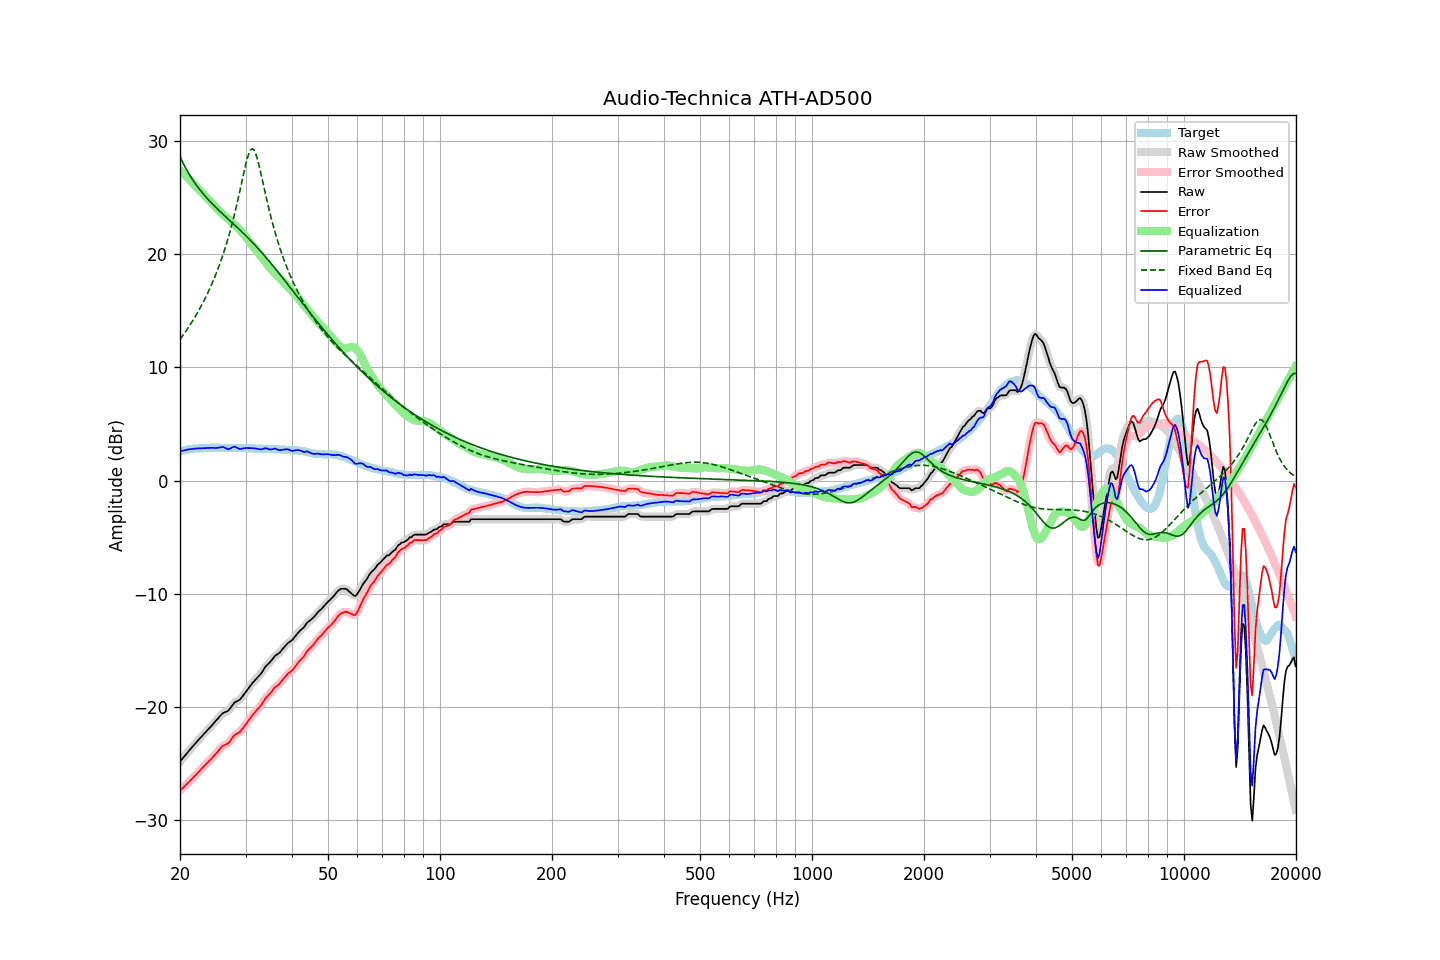 Audio-Technica ATH-AD500
Target
Raw Smoothed
Error Smoothed
Raw
Error
Equalization
Parametric Eq
Fixed Band Eq
Equalized
Amplitude (dBr)
30
20
10
0
−10
−20
−30
20 50 100 200 500 1000 2000 5000 10000 20000
Frequency (Hz)